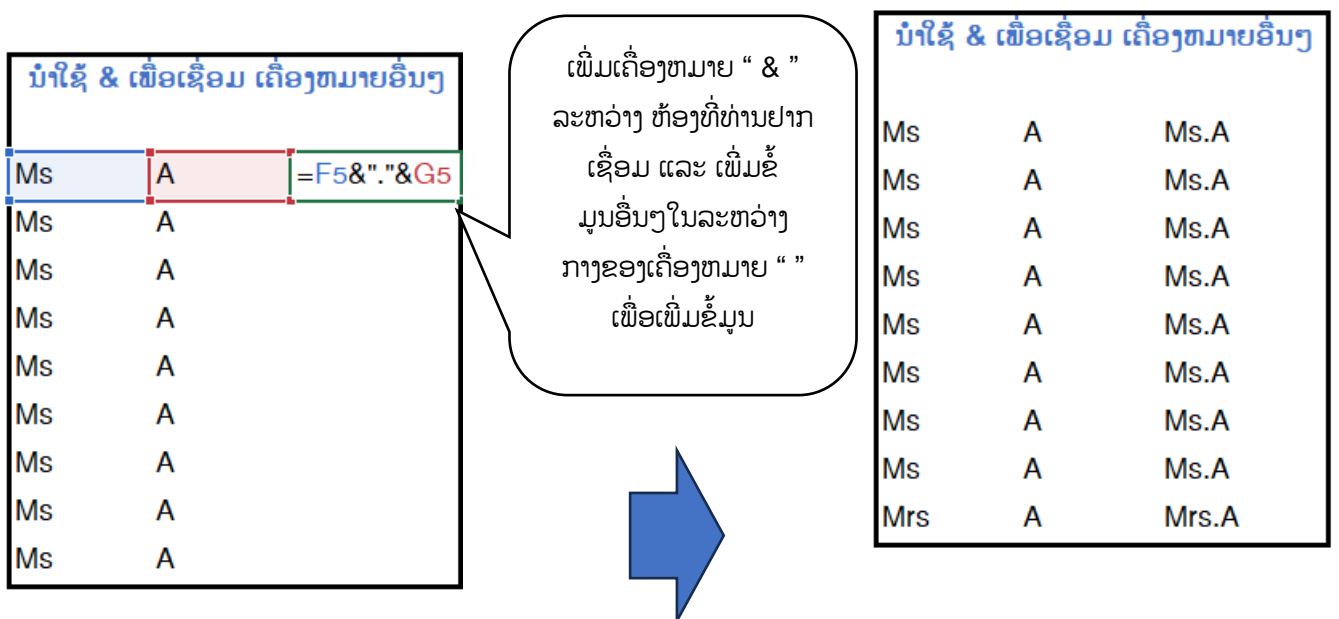 ນຳໃຊ້ & ເພື່ອເຊື່ອມ ເຄື່ອງຫມາຍອື່ນໆ
Ms A =F5&"."&G5
Ms A
Ms A
Ms A
Ms A
Ms A
Ms A
Ms A
Ms A
ເພີ່ມເຄື່ອງຫມາຍ “ & ”
ລະຫວ່າງ ຫ້ອງທີ່ທ່ານຢາກ
ເຊື່ອມ ແລະ ເພີ່ມຂໍ້
ມູນອື່ນໆໃນລະຫວ່າງ
ກາງຂອງເຄື່ອງຫມາຍ “ ”
ເພື່ອເພີ່ມຂໍ້ມູນ
ນຳໃຊ້ & ເພື່ອເຊື່ອມ ເຄື່ອງຫມາຍອື່ນໆ
Ms A Ms.A
Ms A Ms.A
Ms A Ms.A
Ms A Ms.A
Ms A Ms.A
Ms A Ms.A
Ms A Ms.A
Ms A Ms.A
Mrs A Mrs.A